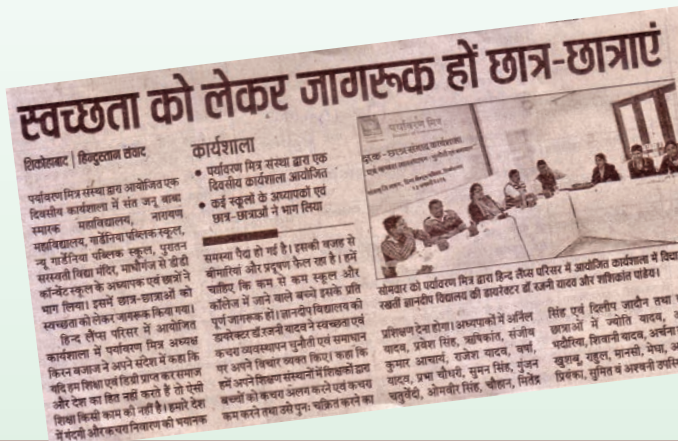 स्वच्छता को लेकर जागरूक हों छात्र-छात्राएं
शिकोहाबाद | हिन्दुस्तान संवाद
पर्यावरण मित्र संस्था द्वारा आयोजित एक
दिवसीय कार्यशाला में संत जनू बाबा
स्मारक महाविद्यालय, नारायण
महाविद्यालय, गार्डेनिया पब्लिक स्कूल,
न्यू गार्डेनिया पब्लिक स्कूल, पुरातन
सरस्वती विद्या मंदिर, माधौगंज से डी डी
कॉन्वेंट स्कूल के अध्यापक एवं छात्रों ने
भाग लिया। इसमें छात्र-छात्राओं को
स्वच्छता को लेकर जागरूक किया गया।
हिन्द लैंप्स परिसर में आयोजित
कार्यशाला में पर्यावरण मित्र अध्यक्ष
किरन बजाज ने अपने संदेश में कहा कि
यदि हम शिक्षा एवं डिग्री प्राप्त कर समाज
और देश का हित नहीं करते हैं तो ऐसी
शिक्षा किसी काम की नहीं है। हमारे देश
में गंदगी और कचरा निवारण की भयानक
कार्यशाला
• पर्यावरण मित्र संस्था द्वारा एक
दिवसीय कार्यशाला आयोजित
• कई स्कूलों के अध्यापकों एवं
छात्र-छात्राओं ने भाग लिया
समस्या पैदा हो गई है। इसकी वजह से
बीमारियां और प्रदूषण फैल रहा है। हमें
चाहिए कि कम से कम स्कूल और
कॉलेज में जाने वाले बच्चे इसके प्रति
पूर्ण जागरूक हों। ज्ञानदीप विद्यालय की
डायरेक्टर डॉ.रजनी यादव ने स्वच्छता एवं
कचरा व्यवस्थापन चुनौती एवं समाधान
पर अपने विचार व्यक्त किए। कहा कि
हमें अपने शिक्षण संस्थानों में शिक्षकों द्वारा
बच्चों को कचरा अलग करने एवं कचरा
कम करने तथा उसे पुनः चक्रित करने का
पर्यावरण मित्र
सोमवार को पर्यावरण मित्र द्वारा हिन्द लैंप्स परिसर में आयोजित कार्यशाला में
रखतीं ज्ञानदीप विद्यालय की डायरेक्टर डॉ रजनी यादव और शशिकांत पांडेय।
प्रशिक्षण देना होगा। अध्यापकों में अनिल
यादव, प्रवेश सिंह, ऋषिकांत, संजीव
कुमार आचार्य, राजेश यादव, वर्षा,
यादव, प्रभा चौधरी, सुमन सिंह, गुंजन
चतुर्वेदी, ओमवीर सिंह, चौहान, मितेंद्र
सिंह एवं दिलीप जादौन तथा
छात्राओं में ज्योति यादव,
भदौरिया, शिवानी यादव, अर्चना
खुशबू, राहुल, मानसी, मेघा,
प्रियंका, सुमित व अश्वनी